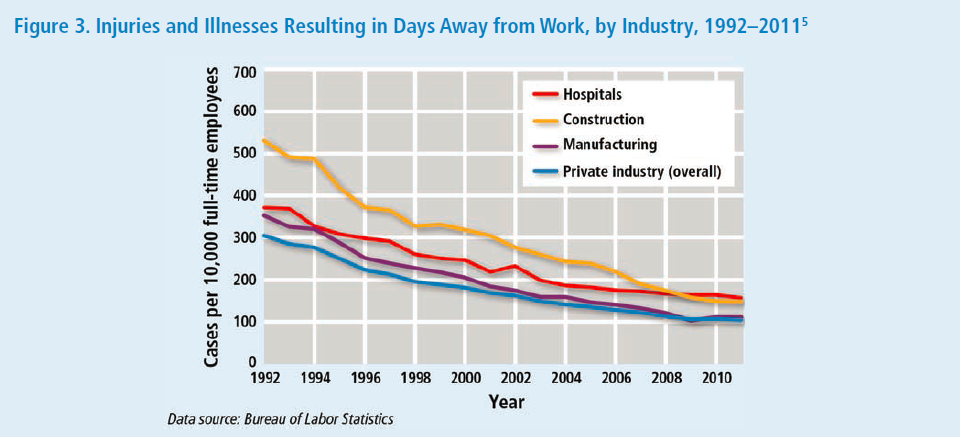 Figure 3. Injuries and Illnesses Resulting in Days Away from Work, by Industry, 1992–2011⁵
Cases per 10,000 full-time employees
700
600
500
400
300
200
100
0
Hospitals
Construction
Manufacturing
Private industry (overall)
1992 1994 1996 1998 2000 2002 2004 2006 2008 2010
Year
Data source: Bureau of Labor Statistics